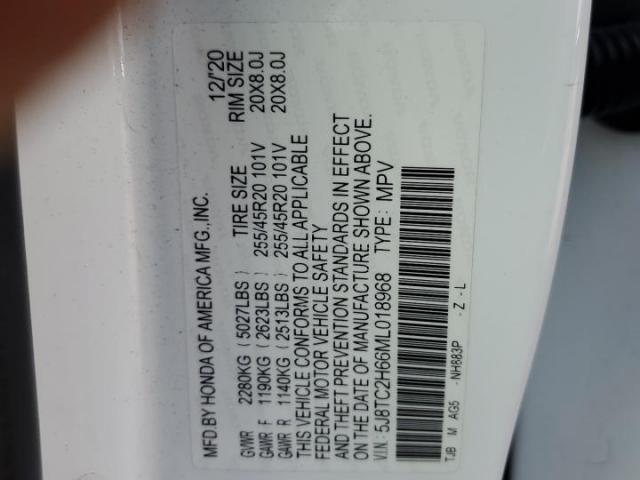 MFD.BY HONDA OF AMERICA MFG.,INC. 12/'20
GVWR 2280KG (5027LBS) TIRE SIZE RIM SIZE
GAWR F 1190KG (2623LBS) 255/45R20 101V 20X8.0J
GAWR R 1140KG (2513LBS) 255/45R20 101V 20X8.0J
THIS VEHICLE CONFORMS TO ALL APPLICABLE
FEDERAL MOTOR VEHICLE SAFETY
AND THEFT PREVENTION STANDARDS IN EFFECT
ON THE DATE OF MANUFACTURE SHOWN ABOVE.
V.I.N: 5J8TC2H66ML018968 TYPE: MPV
TJB M AG5 -NH883P -Z -L